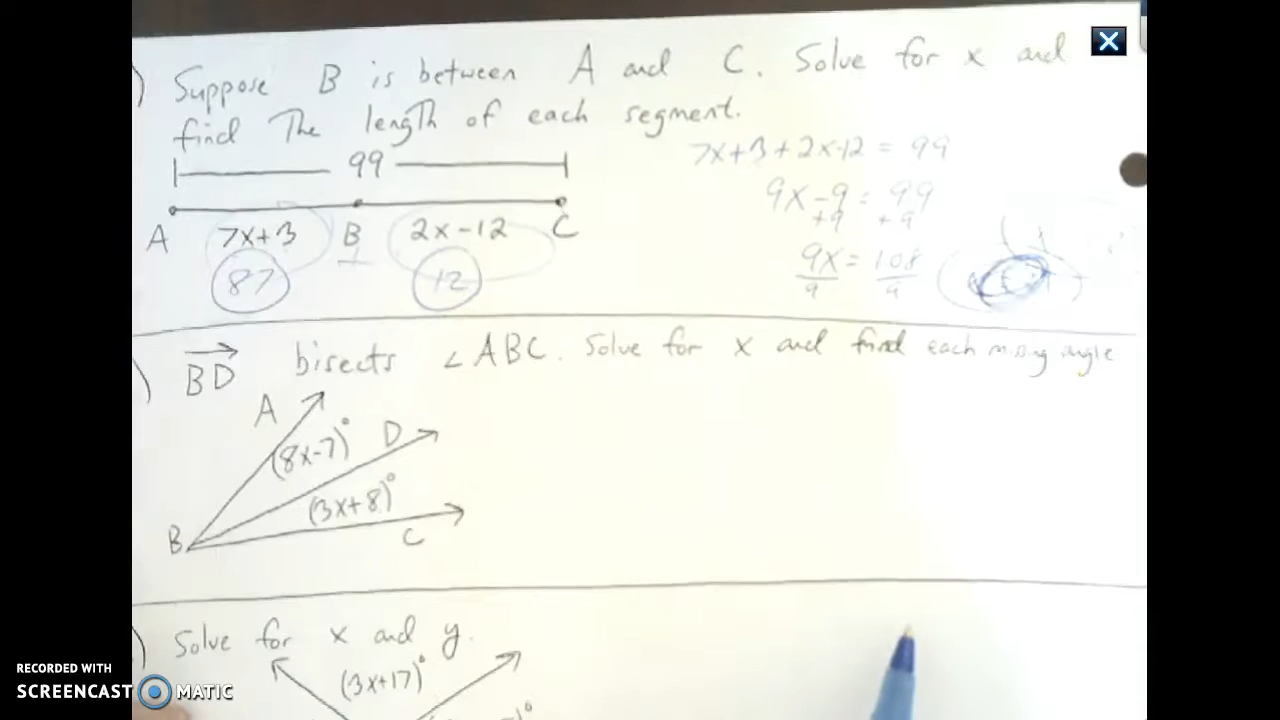 ) Suppose B is between A and C. Solve for x and
find The length of each segment.
99
7x+3+2x-12 = 99
9x-9 = 99
+9 +9
A 7x+3 B 2x-12 C
87 12
9x = 108
9 9
) BD bisects ∠ABC. Solve for x and find each missing angle
A
(8x-7)° D
(3x+8)°
B C
) Solve for x and y.
(3x+17)°
RECORDED WITH
SCREENCAST MATIC